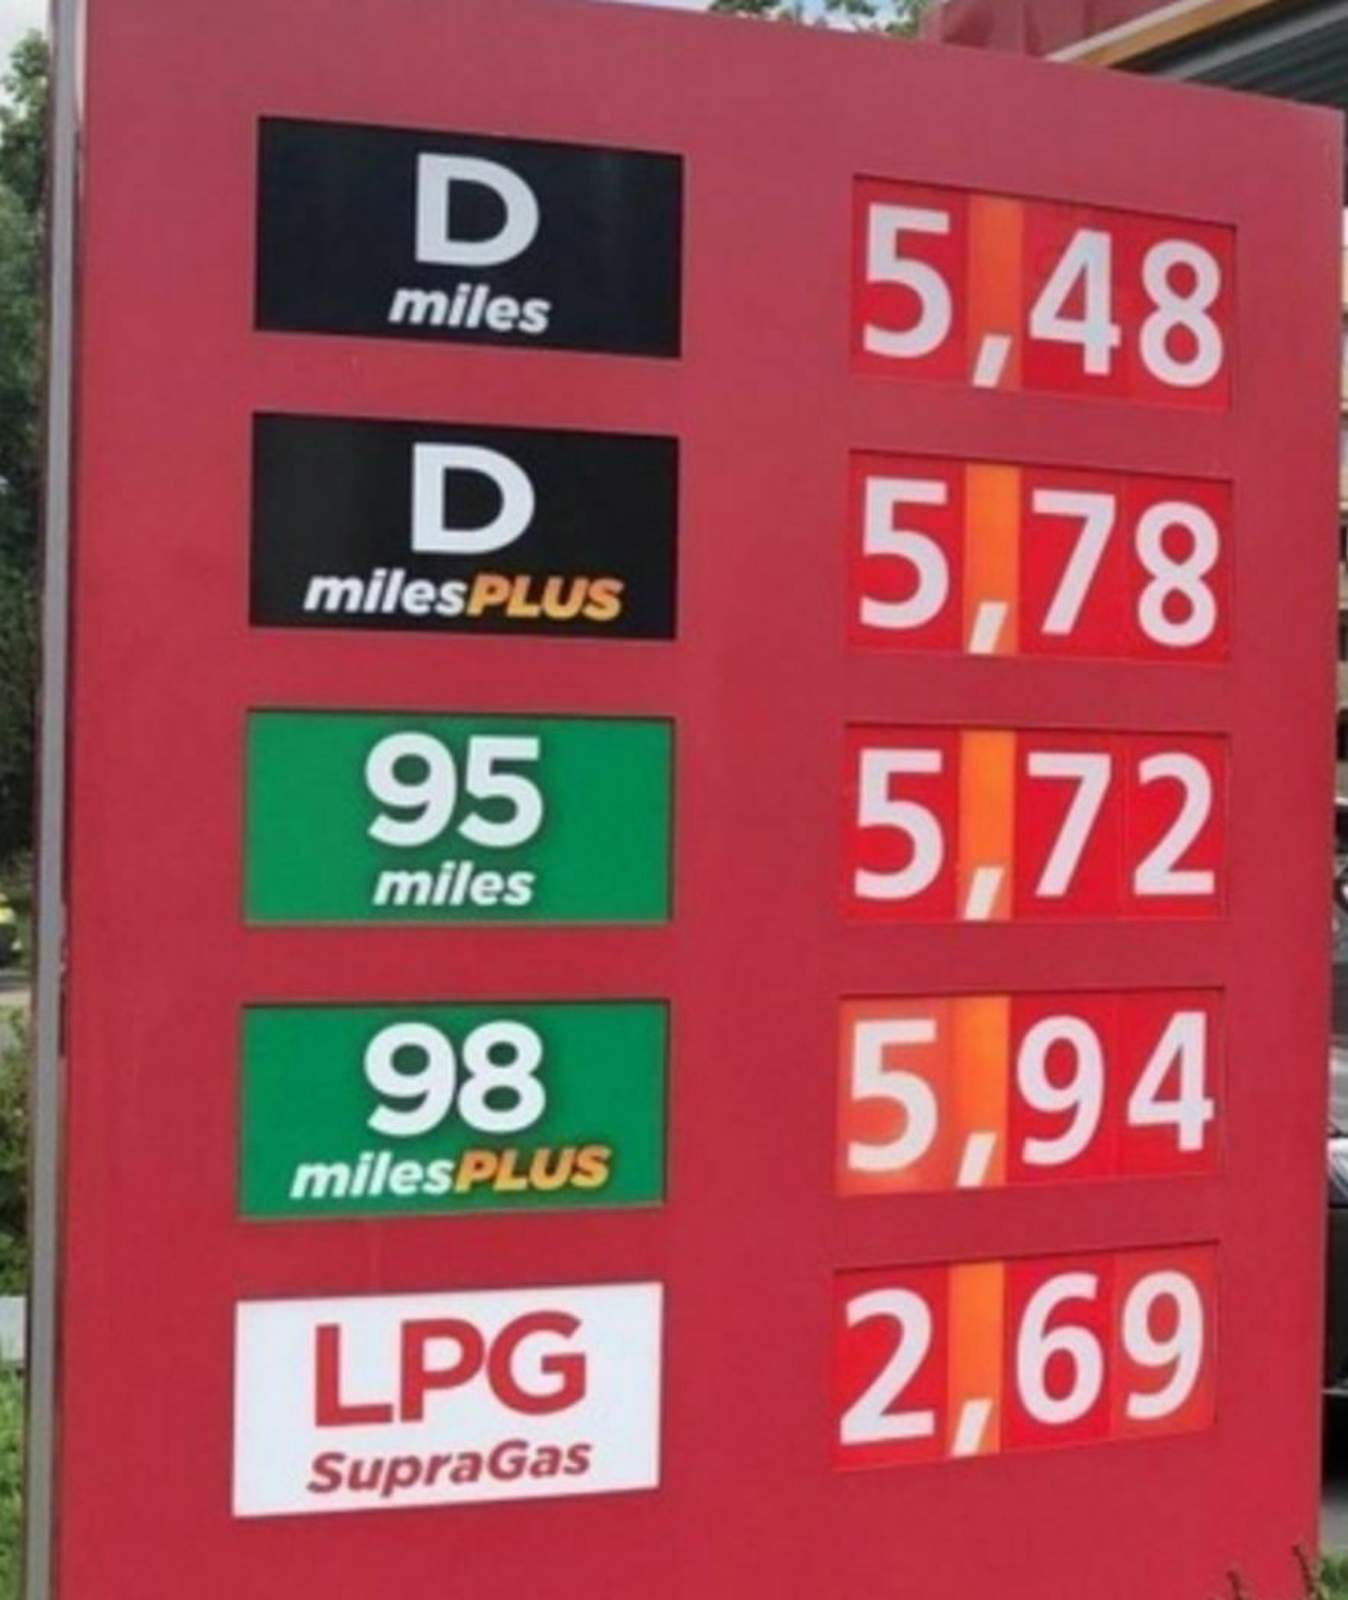 D
miles
5,48
D
milesPLUS
5,78
95
miles
5,72
98
milesPLUS
5,94
LPG
SupraGas
2,69